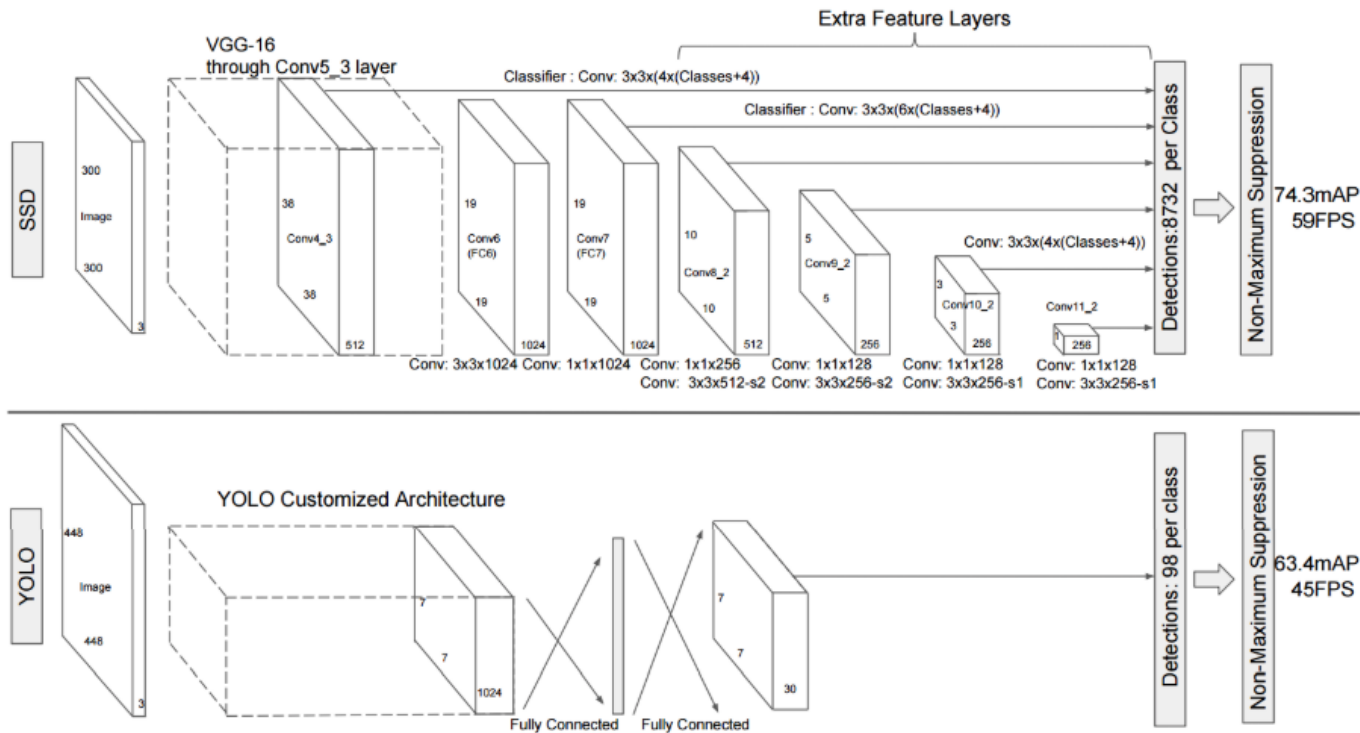 Extra Feature Layers
VGG-16
through Conv5_3 layer
Classifier : Conv: 3x3x(4x(Classes+4))
Classifier : Conv: 3x3x(6x(Classes+4))
SSD
300
Image
300
3
38
Conv4_3
38
512
19
Conv6
(FC6)
19
1024
19
Conv7
(FC7)
19
1024
10
Conv8_2
10
512
5
Conv9_2
5
256
Conv: 3x3x(4x(Classes+4))
3
Conv10_2
3
256
Conv11_2
1
256
Detections:8732 per Class
Non-Maximum Suppression
74.3mAP
59FPS
Conv: 3x3x1024
Conv: 1x1x1024
Conv: 1x1x256
Conv: 3x3x512-s2
Conv: 1x1x128
Conv: 3x3x256-s2
Conv: 1x1x128
Conv: 3x3x256-s1
Conv: 1x1x128
Conv: 3x3x256-s1
YOLO
448
Image
448
3
YOLO Customized Architecture
7
7
1024
Fully Connected
Fully Connected
7
7
30
Detections : 98 per class
Non-Maximum Suppression
63.4mAP
45FPS